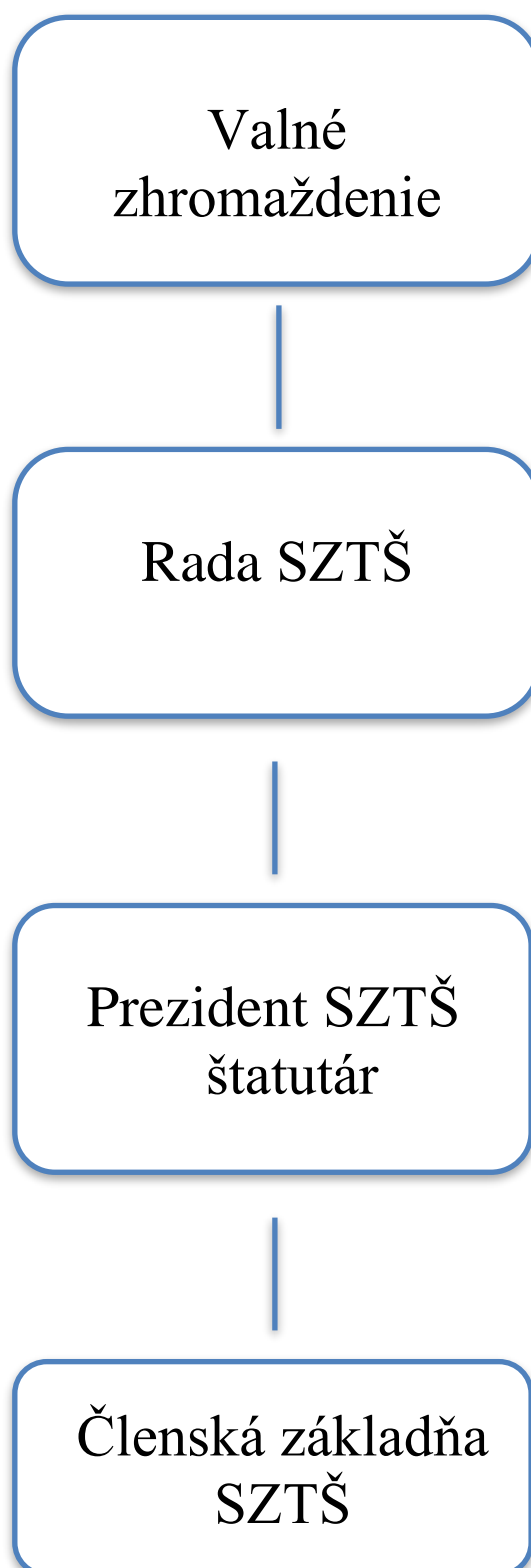 Valné
zhromaždenie
Rada SZTŠ
Prezident SZTŠ
štatutár
Členská základňa
SZTŠ